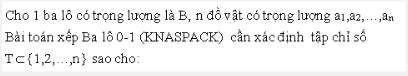 Cho 1 ba lô có trọng lượng là B, n đồ vật có trọng lượng a₁,a₂,...,aₙ
Bài toán xếp Ba lô 0-1 (KNASPACK) cần xác định tập chỉ số
T⊂{1,2,...,n} sao cho: